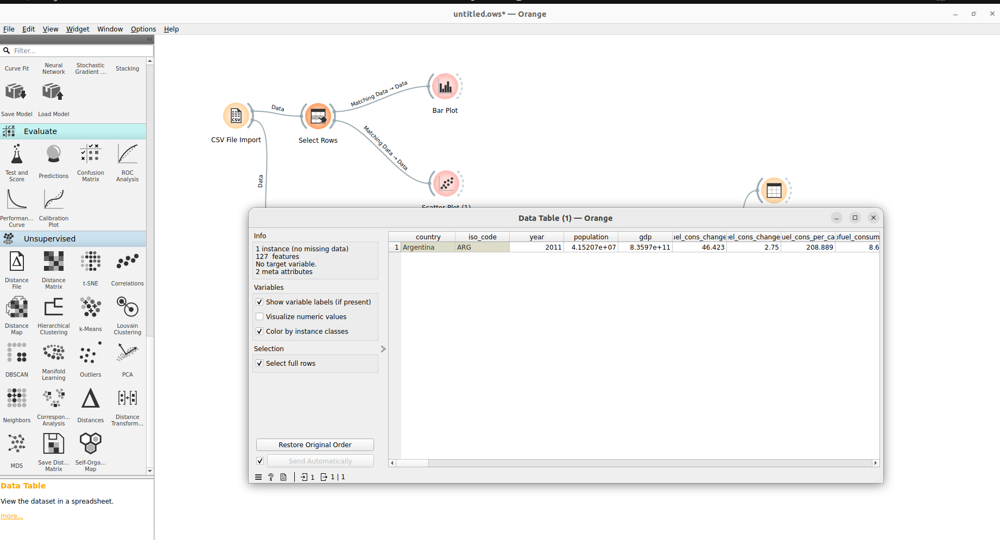 untitled.ows* — Orange
File Edit View Widget Window Options Help
Filter...
Curve Fit
Neural Network
Stochastic Gradient ...
Stacking
Save Model
Load Model
Evaluate
Test and Score
Predictions
Confusion Matrix
ROC Analysis
Performan... Curve
Calibration Plot
Unsupervised
Distance File
Distance Matrix
t-SNE
Correlations
Distance Map
Hierarchical Clustering
k-Means
Louvain Clustering
DBSCAN
Manifold Learning
Outliers
PCA
Neighbors
Correspon... Analysis
Distances
Distance Transform...
MDS
Save Dist... Matrix
Self-Orga... Map
Data Table
View the dataset in a spreadsheet.
more...
CSV
CSV File Import
Data
Select Rows
Matching Data → Data
Bar Plot
Matching Data → Data
Scatter Plot (1)
Data
Data Table (1) — Orange
Info
1 instance (no missing data)
127 features
No target variable.
2 meta attributes
Variables
Show variable labels (if present)
Visualize numeric values
Color by instance classes
Selection
Select full rows
Restore Original Order
Send Automatically
1
1 | 1
country iso_code year population gdp uel_cons_change uel_cons_change uel_cons_per_ca ofuel_consum
1 Argentina ARG 2011 4.15207e+07 8.3597e+11 46.423 2.75 208.889 8.6